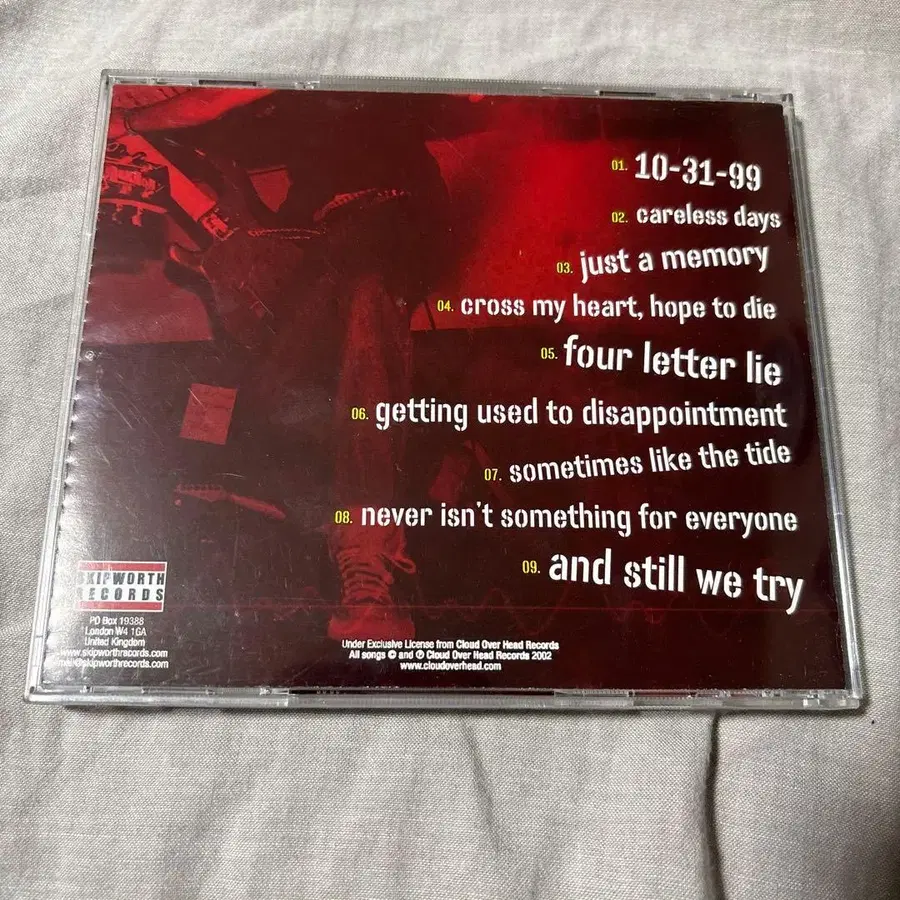 01. 10-31-99
02. careless days
03. just a memory
04. cross my heart, hope to die
05. four letter lie
06. getting used to disappointment
07. sometimes like the tide
08. never isn't something for everyone
09. and still we try
SKIPWORTH
RECORDS
PO Box 19388
London W4 1GA
United Kingdom
www.skipworthrecords.com
email@skipworthrecords.com
Under Exclusive License from Cloud Over Head Records
All songs © and ℗ Cloud Over Head Records 2002
www.cloudoverhead.com